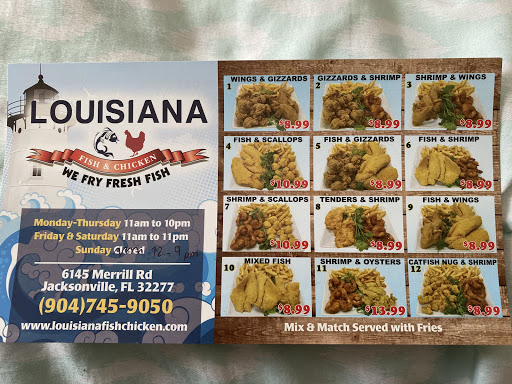 LOUISIANA
FISH & CHICKEN
WE FRY FRESH FISH
Monday-Thursday 11am to 10pm
Friday & Saturday 11am to 11pm
Sunday Closed 12-9pm
6145 Merrill Rd
Jacksonville, FL 32277
(904)745-9050
www.louisianafishchicken.com
WINGS & GIZZARDS
1
$8.99
GIZZARDS & SHRIMP
2
$8.99
SHRIMP & WINGS
3
$8.99
FISH & SCALLOPS
4
$10.99
FISH & GIZZARDS
5
$8.99
FISH & SHRIMP
6
$8.99
SHRIMP & SCALLOPS
7
$10.99
TENDERS & SHRIMP
8
$8.99
FISH & WINGS
9
$8.99
MIXED FISH
10
$8.99
SHRIMP & OYSTERS
11
$13.99
CATFISH NUG & SHRIMP
12
$8.99
Mix & Match Served with Fries